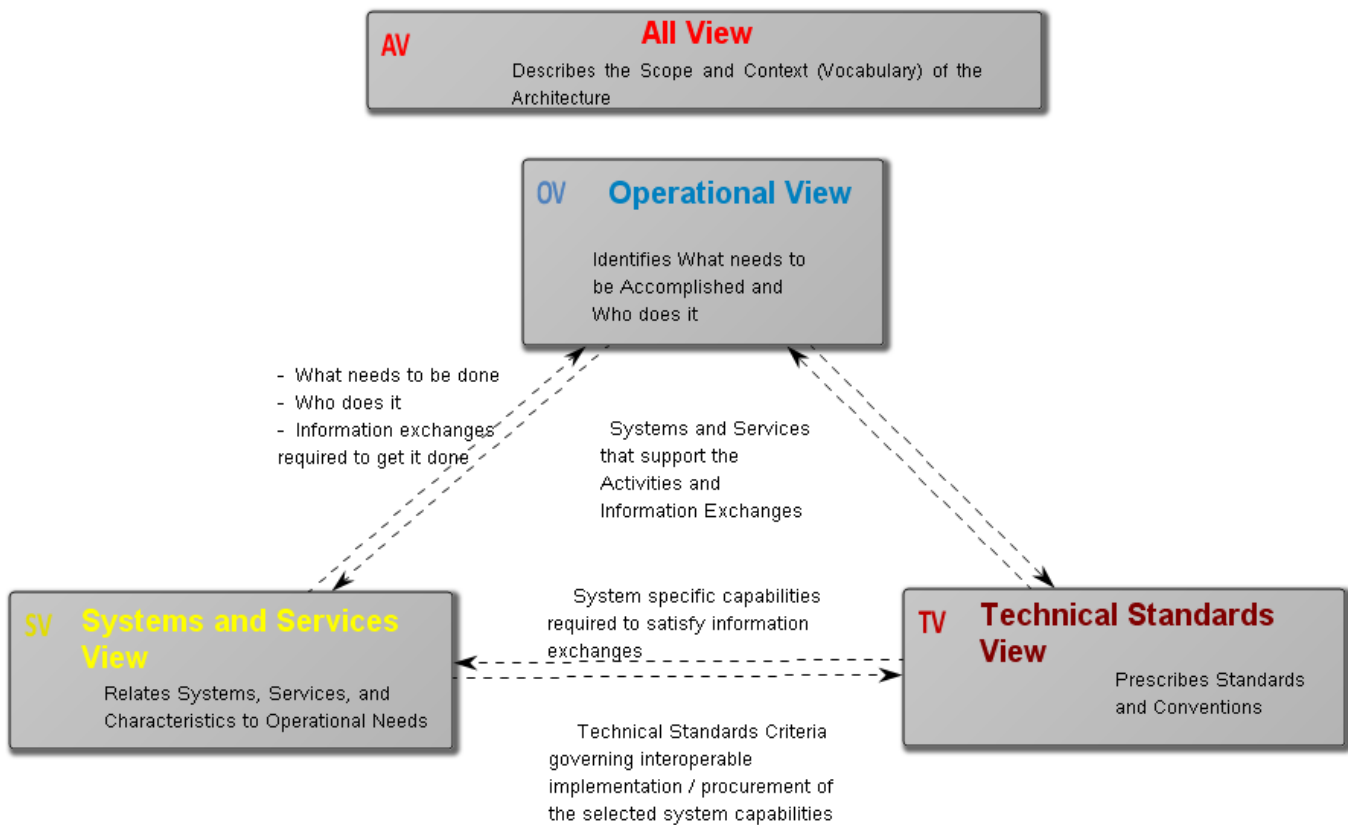 AV
All View
Describes the Scope and Context (Vocabulary) of the
Architecture
OV
Operational View
Identifies What needs to
be Accomplished and
Who does it
- What needs to be done
- Who does it
- Information exchanges
required to get it done
Systems and Services
that support the
Activities and
Information Exchanges
SV
Systems and Services
View
Relates Systems, Services, and
Characteristics to Operational Needs
System specific capabilities
required to satisfy information
exchanges
TV
Technical Standards
View
Prescribes Standards
and Conventions
Technical Standards Criteria
governing interoperable
implementation / procurement of
the selected system capabilities